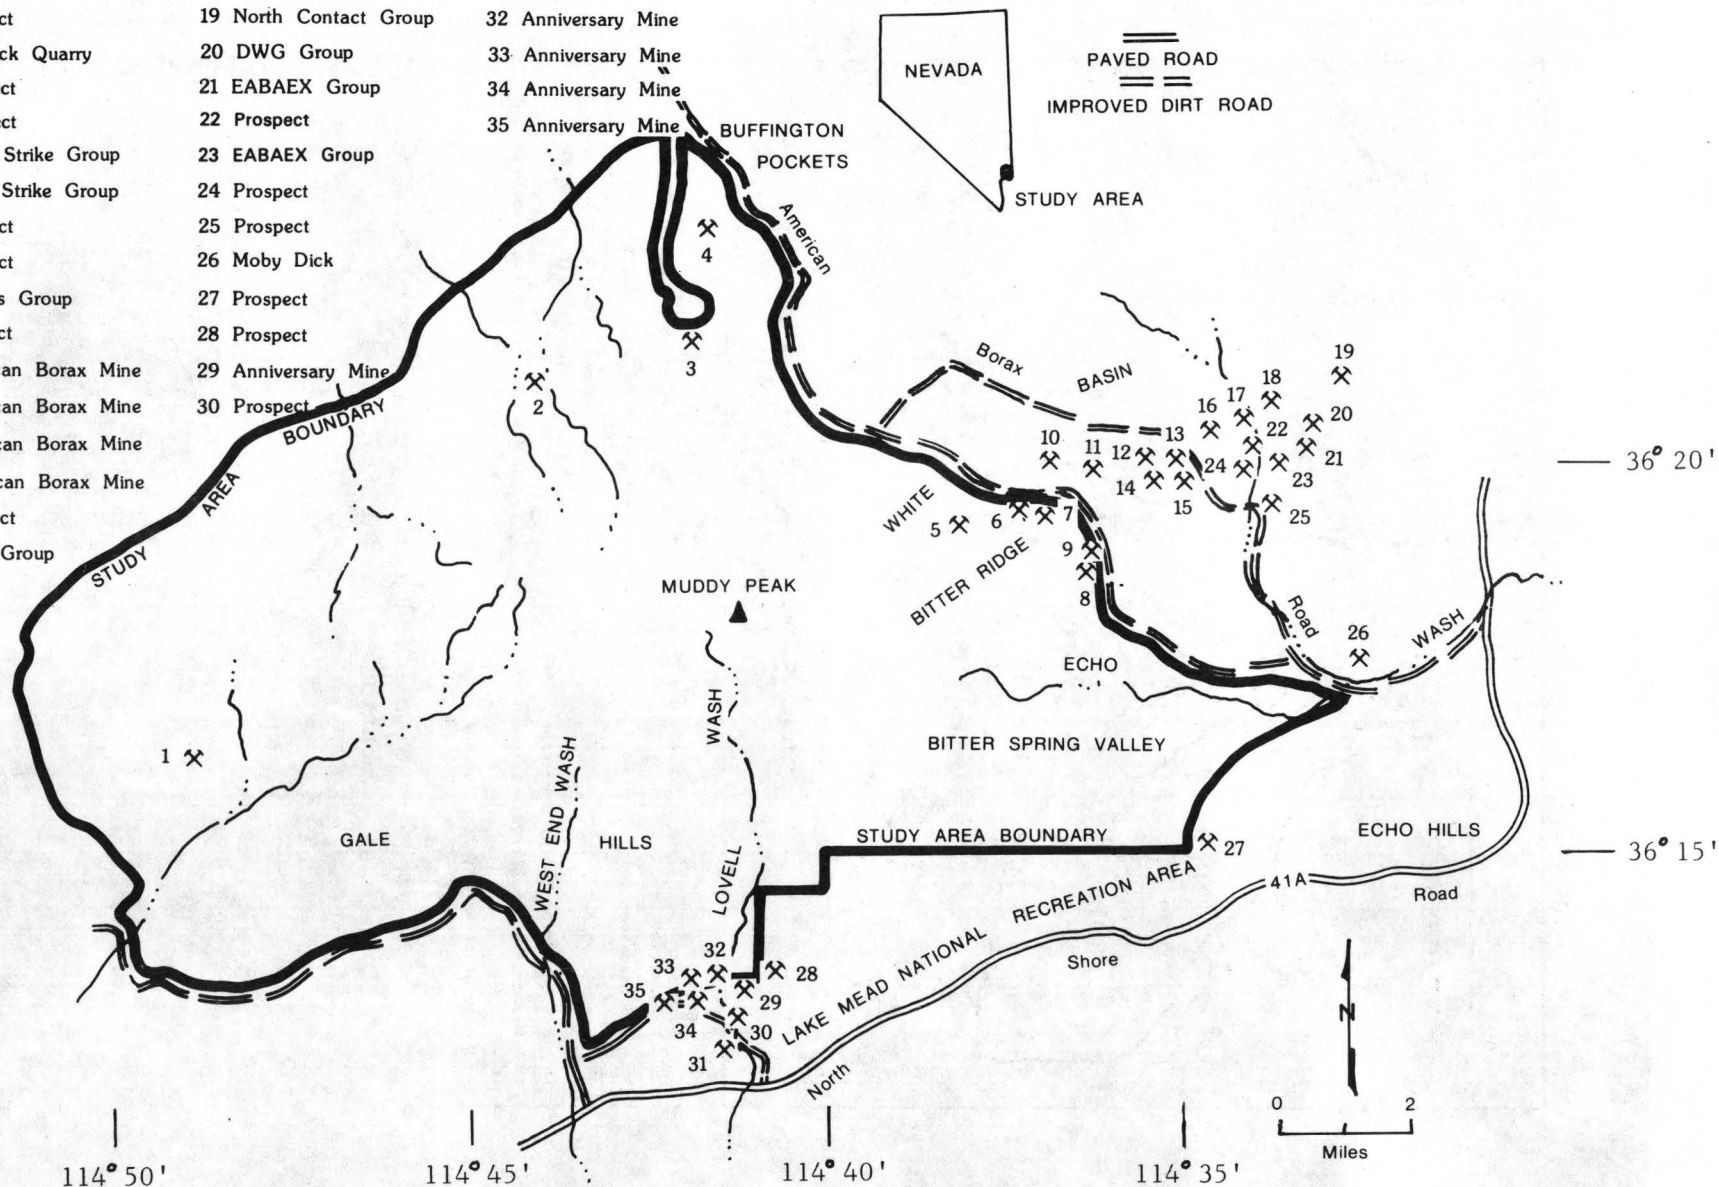 ct
ck Quarry
ct
ct
Strike Group
Strike Group
ct
ct
s Group
ct
an Borax Mine
an Borax Mine
an Borax Mine
an Borax Mine
ct
Group
19 North Contact Group
20 DWG Group
21 EABAEX Group
22 Prospect
23 EABAEX Group
24 Prospect
25 Prospect
26 Moby Dick
27 Prospect
28 Prospect
29 Anniversary Mine
30 Prospect
32 Anniversary Mine
33 Anniversary Mine
34 Anniversary Mine
35 Anniversary Mine
NEVADA
STUDY AREA
PAVED ROAD
IMPROVED DIRT ROAD
BUFFINGTON
POCKETS
American
4
3
2
Borax
BASIN
19
18
17
16
20
22
21
13
12
11
10
24
23
14
15
25
36° 20'
WHITE
5
6
7
BITTER RIDGE
9
8
STUDY AREA BOUNDARY
MUDDY PEAK
Road
26
WASH
ECHO
BITTER SPRING VALLEY
1
WEST END WASH
LOVELL WASH
GALE HILLS
STUDY AREA BOUNDARY
27
ECHO HILLS
36° 15'
LAKE MEAD NATIONAL RECREATION AREA
North Shore 41A Road
32
33
28
35
29
34
30
31
N
0 2
Miles
114° 50'
114° 45'
114° 40'
114° 35'